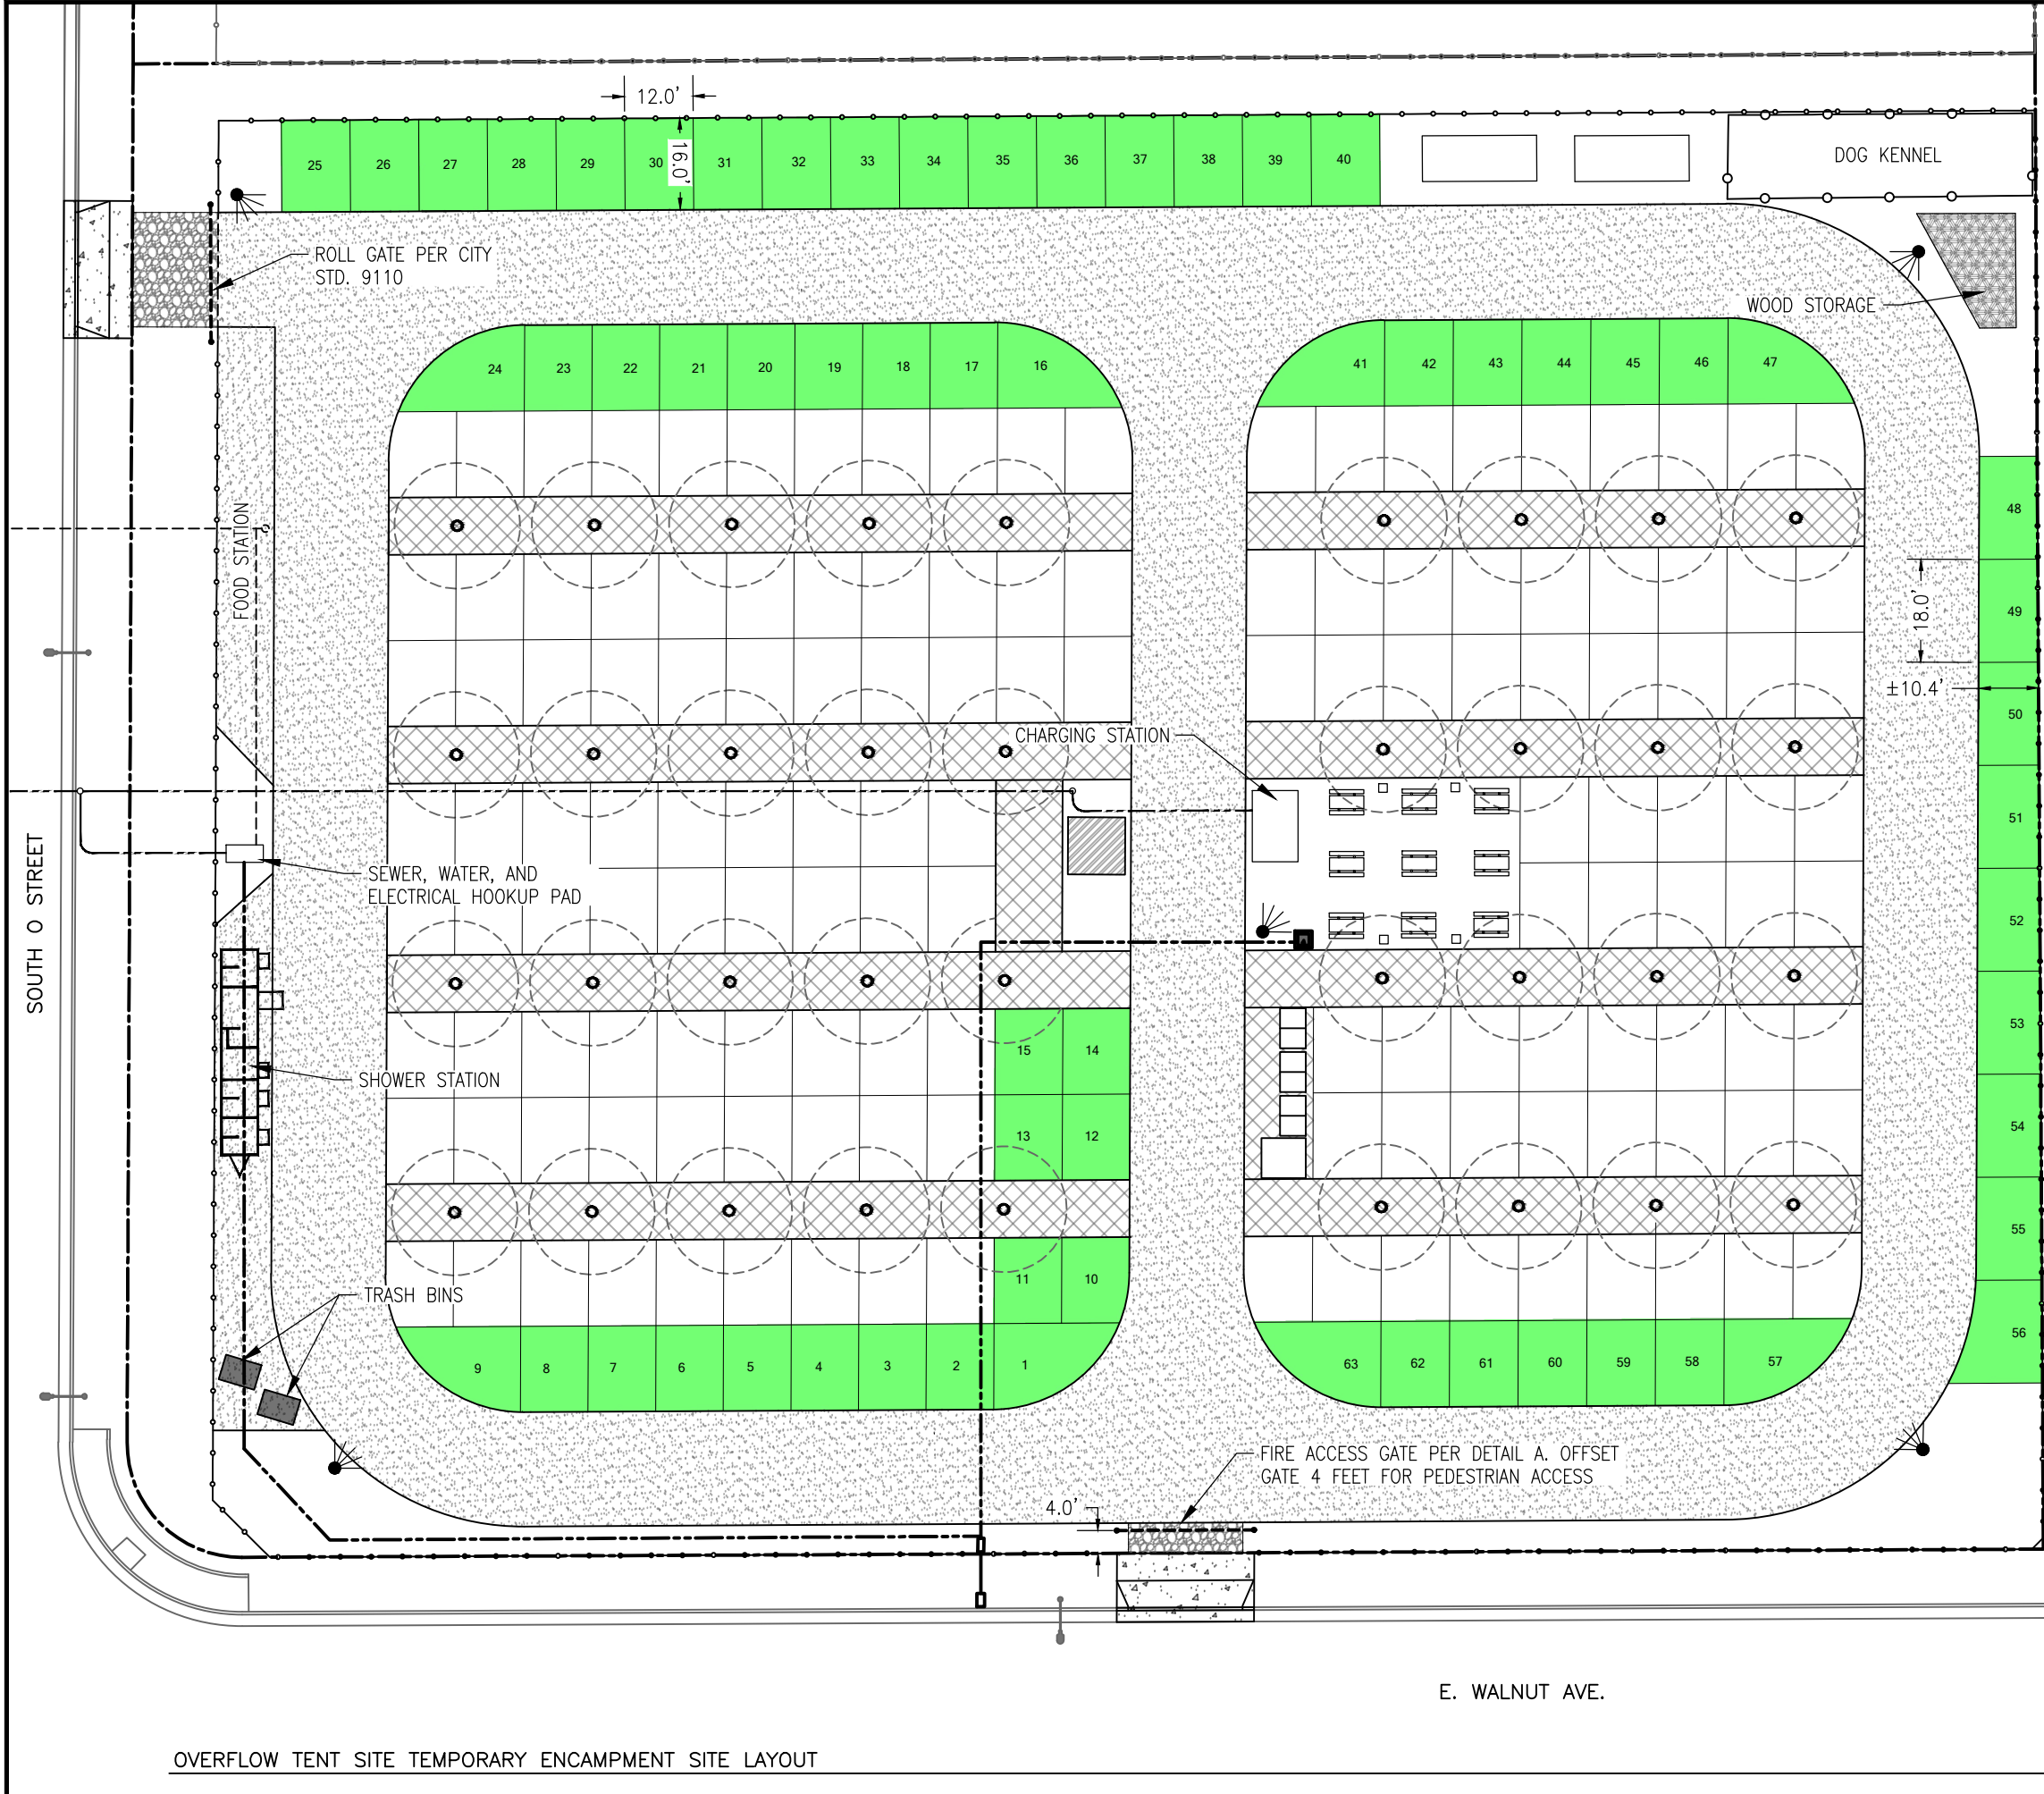 12.0'
25 26 27 28 29 30 31 32 33 34 35 36 37 38 39 40
16.0'
DOG KENNEL
ROLL GATE PER CITY
STD. 9110
WOOD STORAGE
24 23 22 21 20 19 18 17 16
41 42 43 44 45 46 47
FOOD STATION
48
49
18.0'
±10.4'
50
CHARGING STATION
51
SEWER, WATER, AND
ELECTRICAL HOOKUP PAD
SOUTH O STREET
52
53
15 14
SHOWER STATION
13 12
54
55
11 10
TRASH BINS
56
9 8 7 6 5 4 3 2 1
63 62 61 60 59 58 57
FIRE ACCESS GATE PER DETAIL A. OFFSET
GATE 4 FEET FOR PEDESTRIAN ACCESS
4.0'
E. WALNUT AVE.
OVERFLOW TENT SITE TEMPORARY ENCAMPMENT SITE LAYOUT